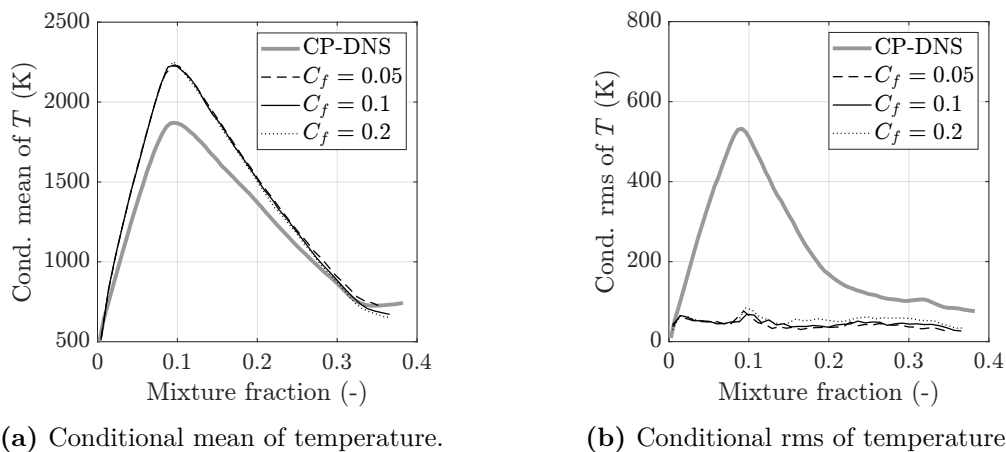 2500
2000
1500
1000
500
0
0.1
0.2
0.3
0.4
Cond. mean of T (K)
Mixture fraction (-)
CP-DNS
C_f = 0.05
C_f = 0.1
C_f = 0.2
(a) Conditional mean of temperature.
800
600
400
200
0
0
0.1
0.2
0.3
0.4
Cond. rms of T (K)
Mixture fraction (-)
CP-DNS
C_f = 0.05
C_f = 0.1
C_f = 0.2
(b) Conditional rms of temperature